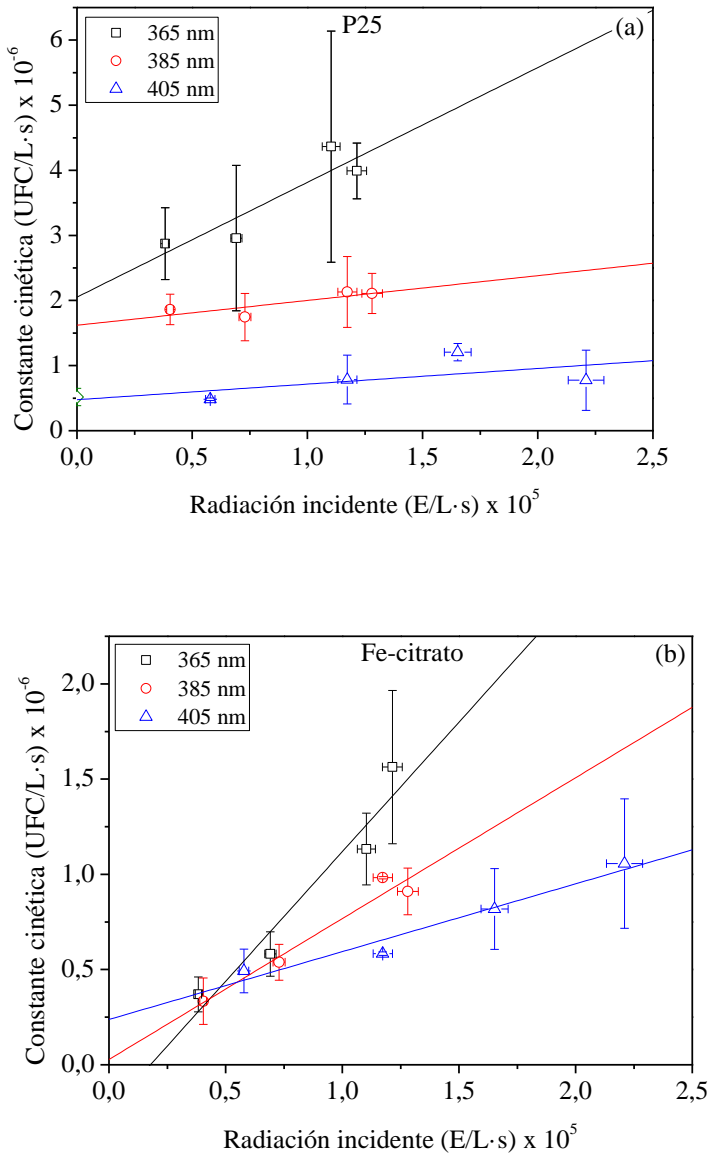 P25
(a)
365 nm
385 nm
405 nm
6
5
4
3
2
1
0
Constante cinética (UFC/L·s) x 10⁻⁶
0,0 0,5 1,0 1,5 2,0 2,5
Radiación incidente (E/L·s) x 10⁵
Fe-citrato
(b)
365 nm
385 nm
405 nm
2,0
1,5
1,0
0,5
0,0
Constante cinética (UFC/L·s) x 10⁻⁶
0,0 0,5 1,0 1,5 2,0 2,5
Radiación incidente (E/L·s) x 10⁵